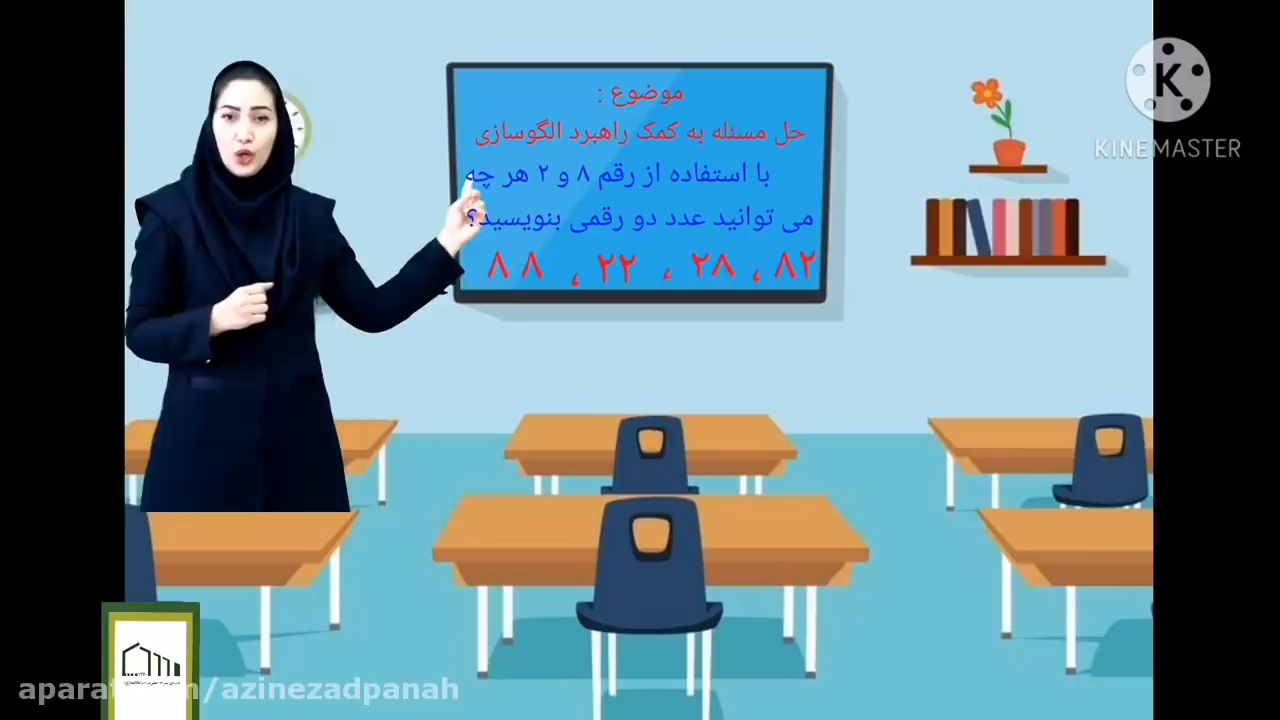 موضوع :
حل مسئله به کمک راهبرد الگوسازی
با استفاده از رقم ۸ و ۲ هر چه
می توانید عدد دو رقمی بنویسید؟
۸۲ ، ۲۸ ، ۲۲ ، ۸۸
KINEMASTER
/azinezadpanah